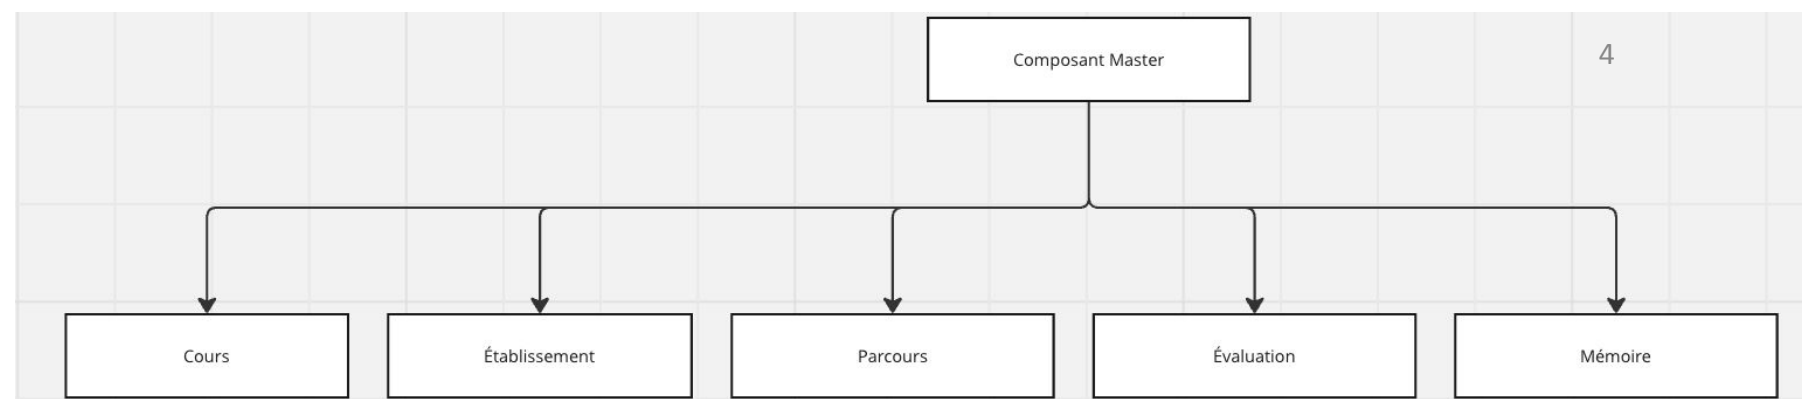 Composant Master
4
Cours
Établissement
Parcours
Évaluation
Mémoire